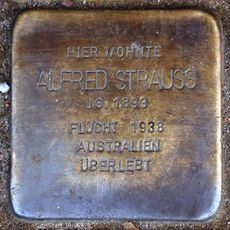 HIER WOHNTE
ALFRED STRAUSS
JG. 1893
FLUCHT 1938
AUSTRALIEN
ÜBERLEBT